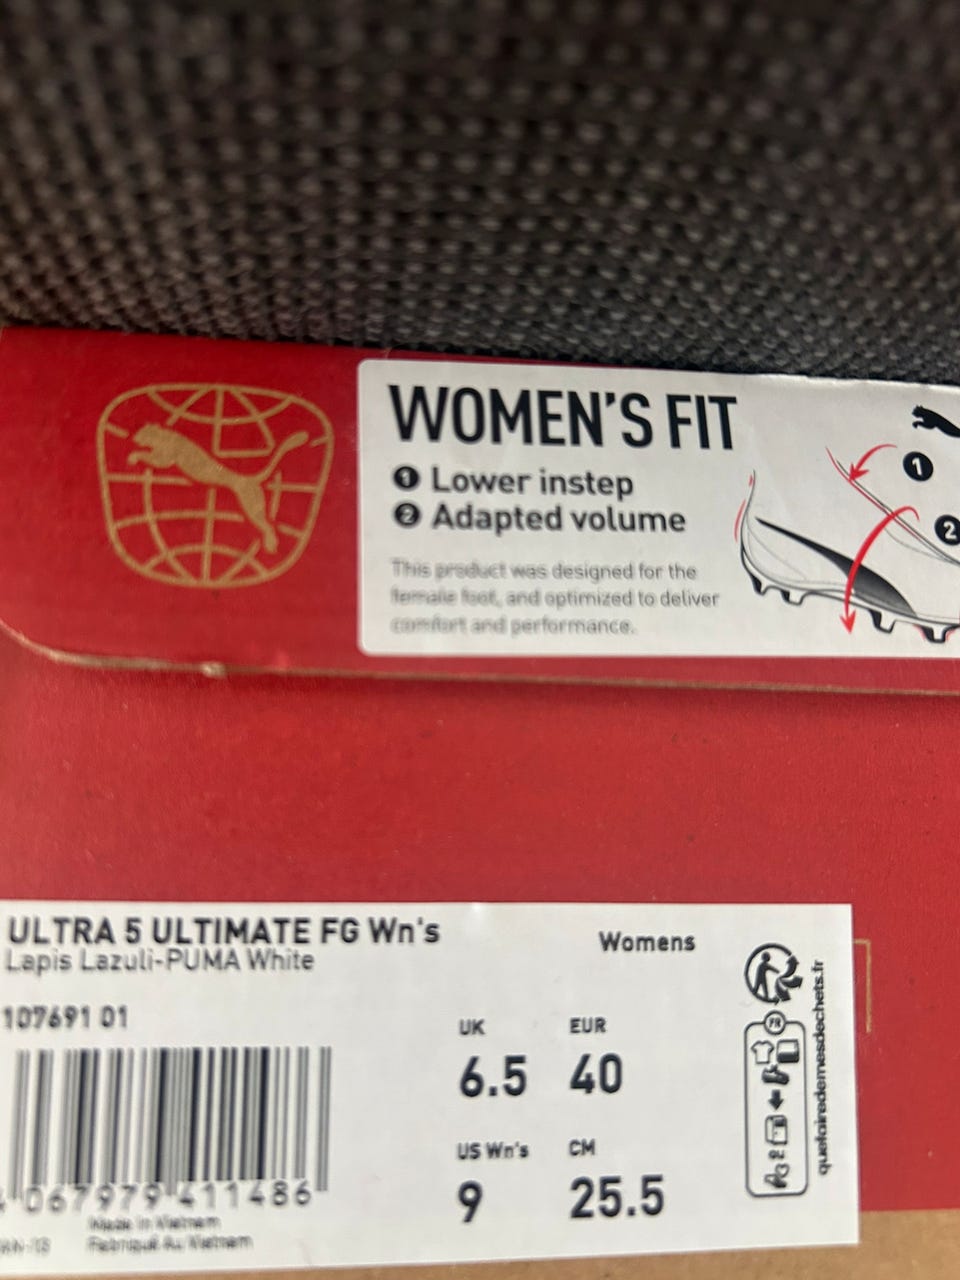 WOMEN'S FIT
❶ Lower instep
❷ Adapted volume
This product was designed for the
female foot, and optimized to deliver
comfort and performance.
1
2
ULTRA 5 ULTIMATE FG Wn's
Lapis Lazuli-PUMA White
Womens
107691 01
UK
EUR
6.5
40
US Wn's
CM
9
25.5
067979 411486
Made in Vietnam
Fabriqué Au Vietnam
FR
quefairedemesdechets.fr